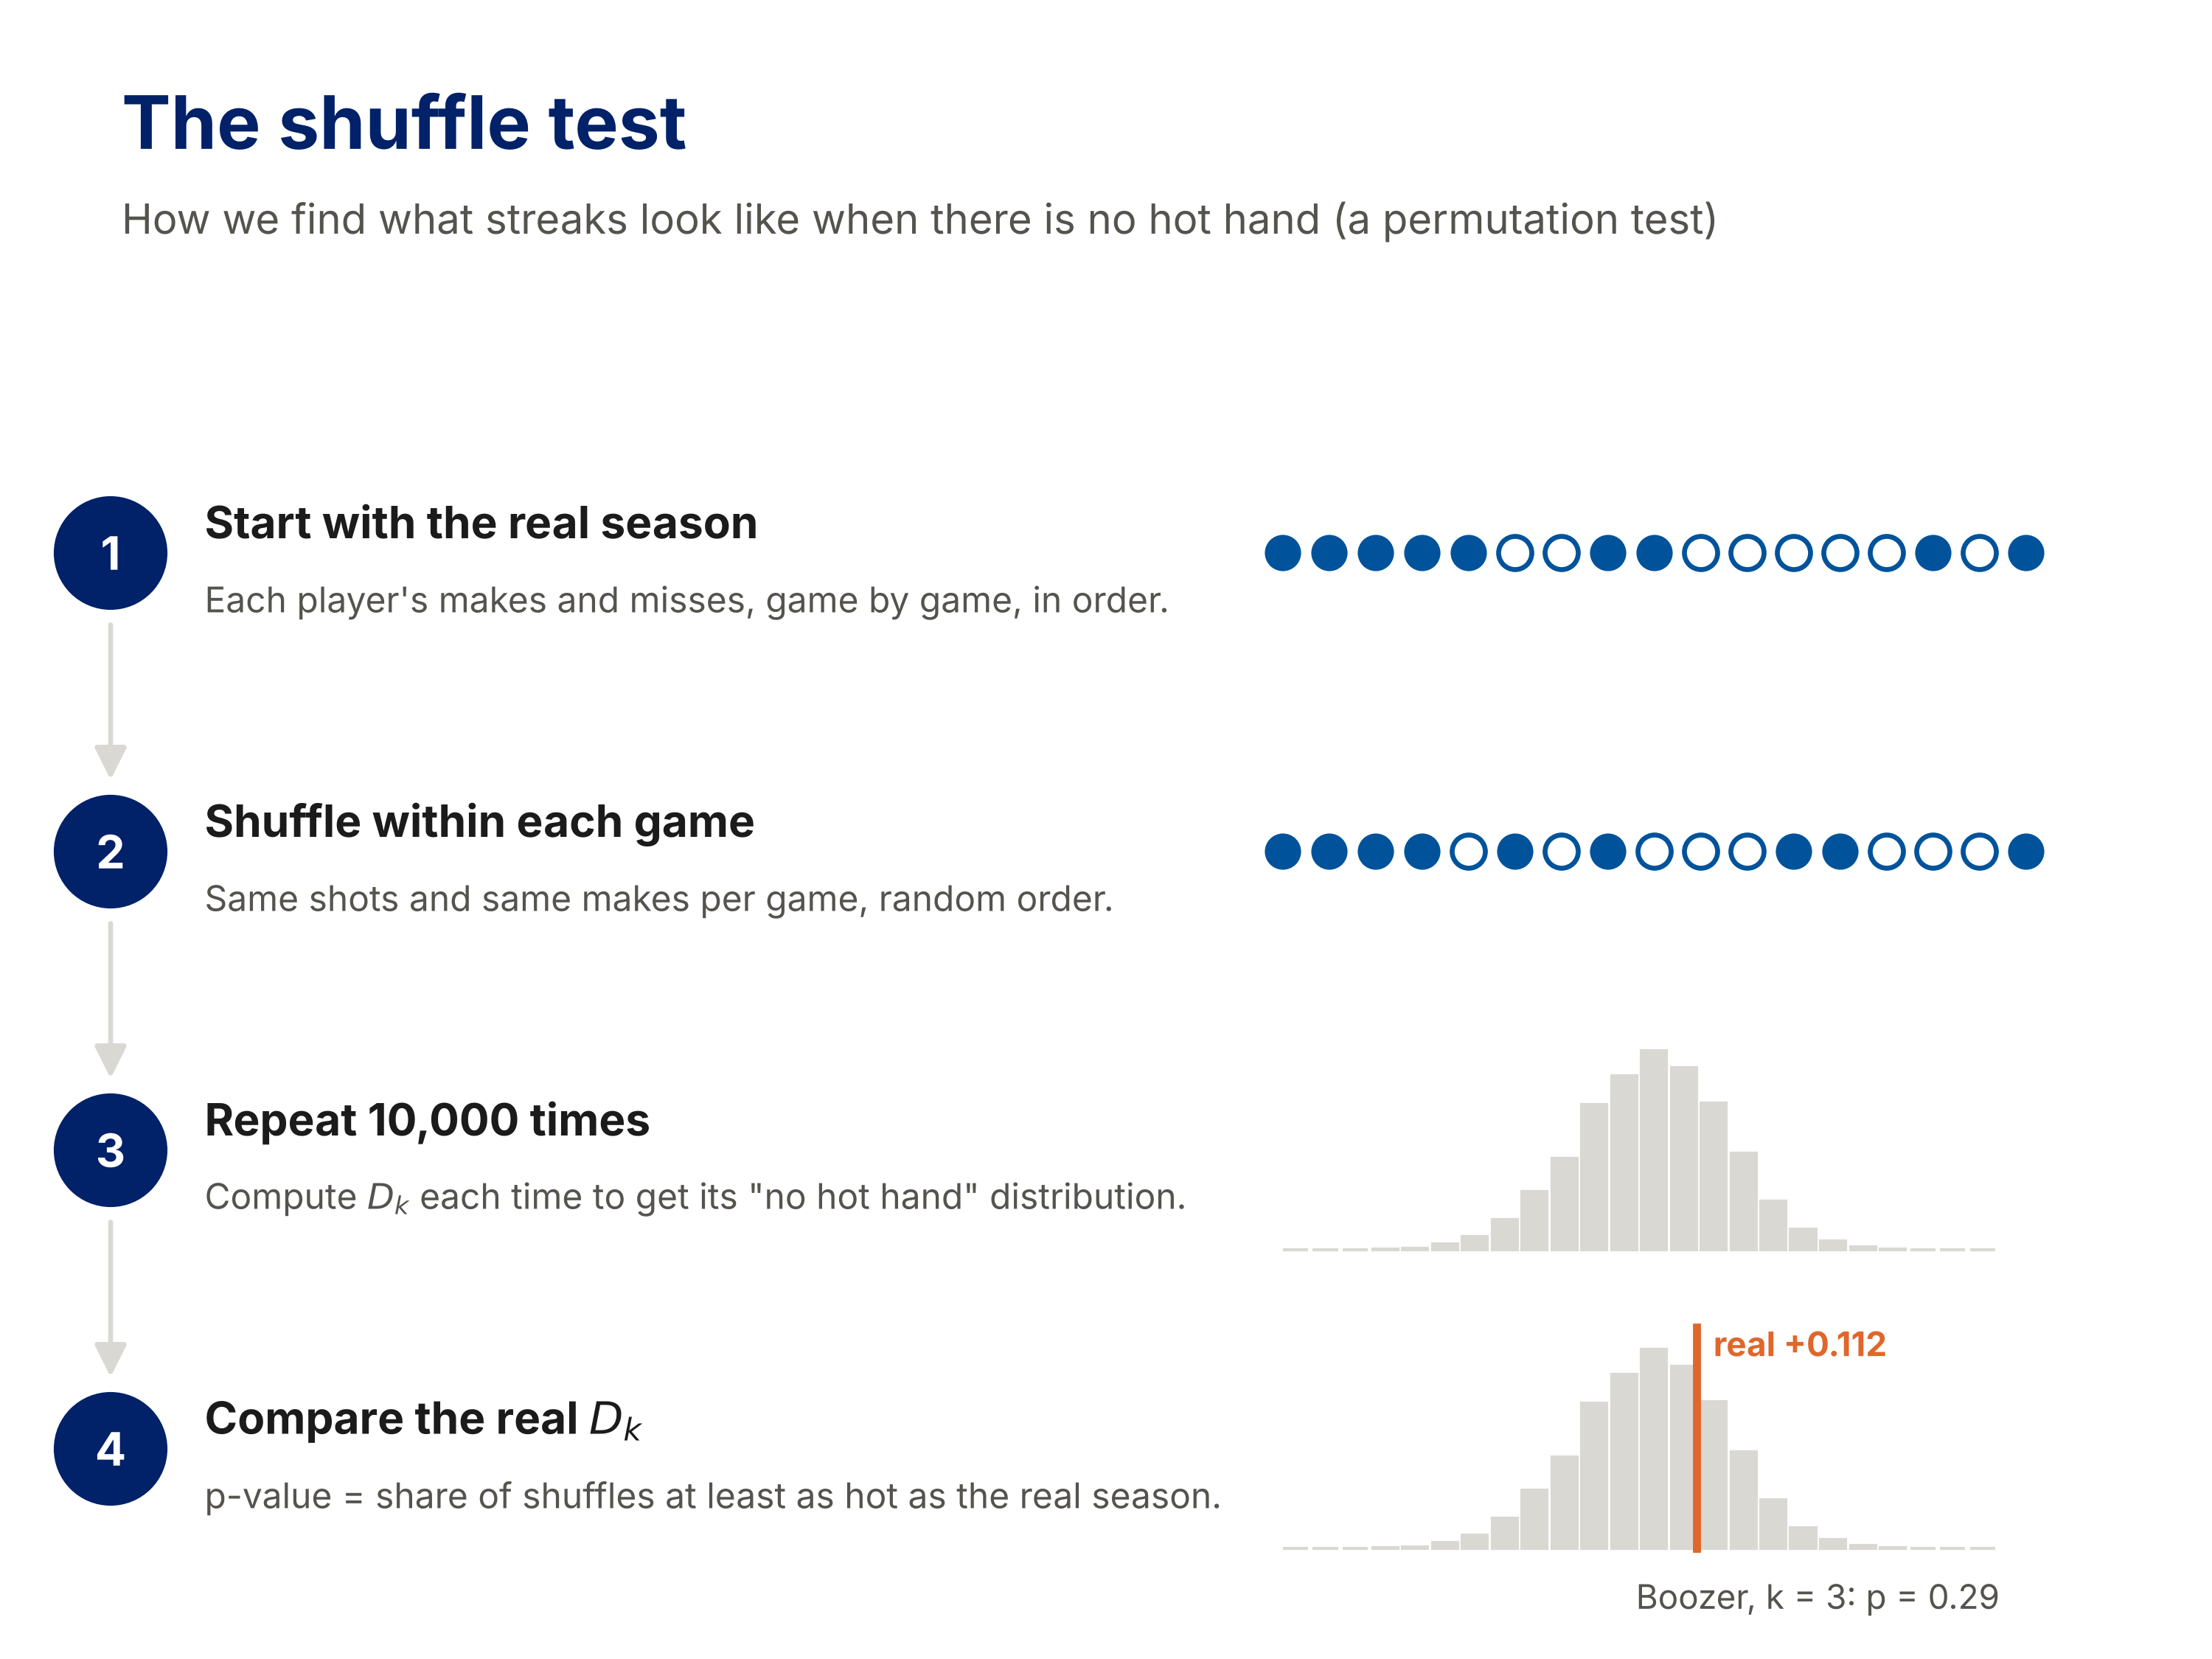 The shuffle test
How we find what streaks look like when there is no hot hand (a permutation test)
1
Start with the real season
Each player's makes and misses, game by game, in order.
2
Shuffle within each game
Same shots and same makes per game, random order.
3
Repeat 10,000 times
Compute Dₖ each time to get its "no hot hand" distribution.
4
Compare the real Dₖ
p-value = share of shuffles at least as hot as the real season.
real +0.112
Boozer, k = 3: p = 0.29